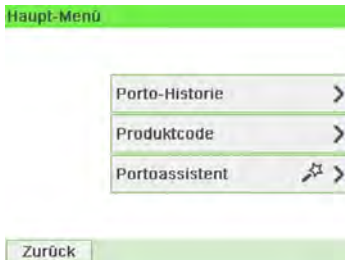 Haupt-Menü
Porto-Historie
Produktcode
Portoassistent
Zurück